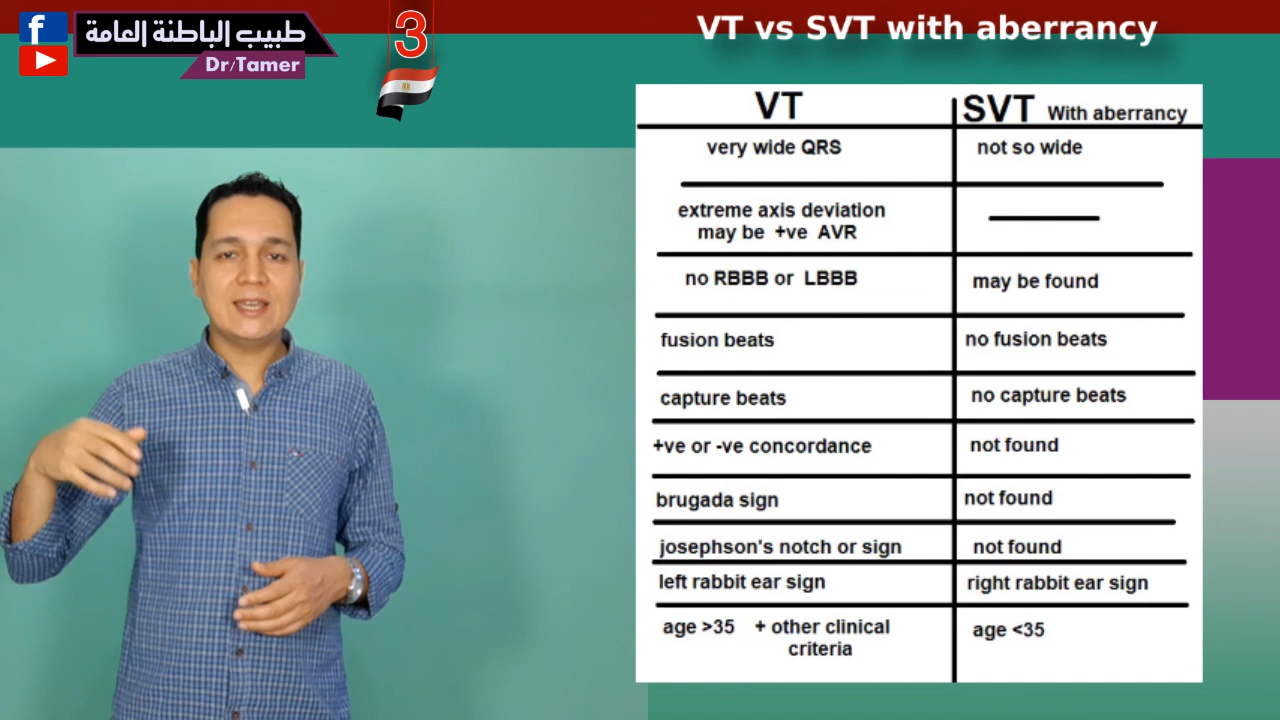 f
طبيب الباطنة العامة
Dr/Tamer
3
VT vs SVT with aberrancy
VT
SVT With aberrancy
very wide QRS
not so wide
extreme axis deviation
may be +ve AVR
no RBBB or LBBB
may be found
fusion beats
no fusion beats
capture beats
no capture beats
+ve or -ve concordance
not found
brugada sign
not found
josephson's notch or sign
not found
left rabbit ear sign
right rabbit ear sign
age >35 + other clinical
criteria
age <35